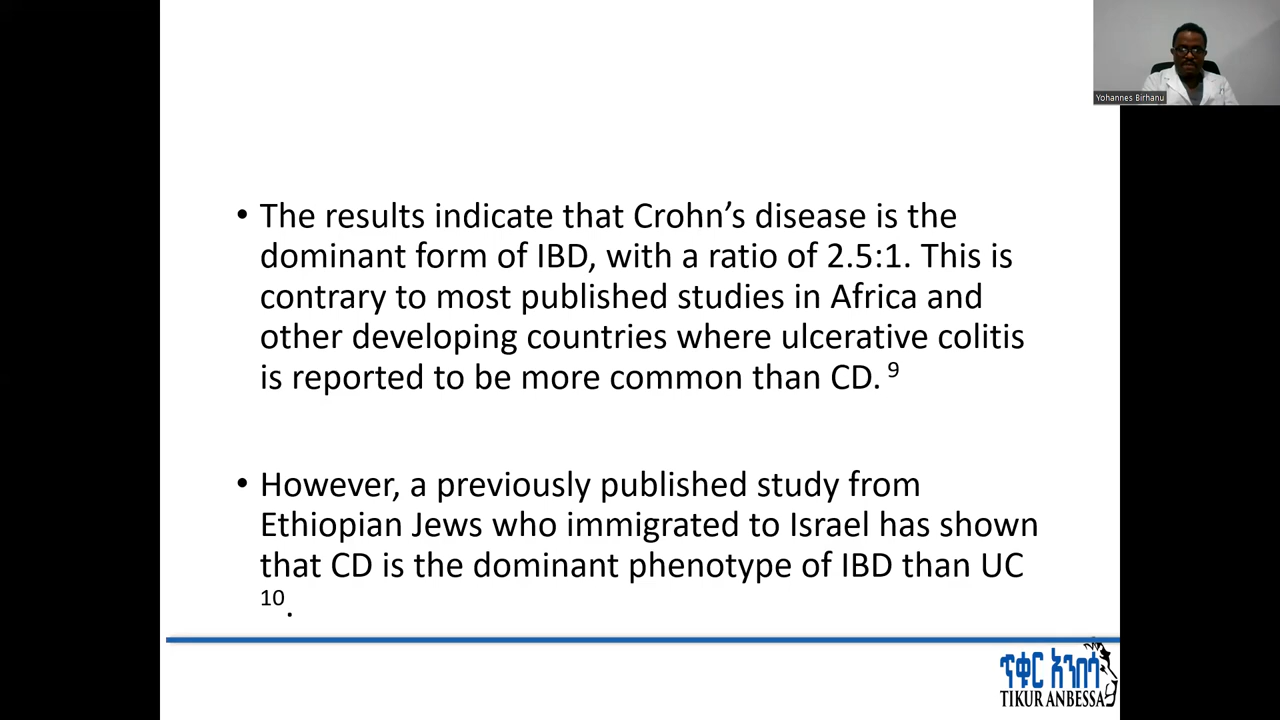 Yohannes Birhanu
• The results indicate that Crohn’s disease is the
dominant form of IBD, with a ratio of 2.5:1. This is
contrary to most published studies in Africa and
other developing countries where ulcerative colitis
is reported to be more common than CD. 9
• However, a previously published study from
Ethiopian Jews who immigrated to Israel has shown
that CD is the dominant phenotype of IBD than UC
10.
ጥቁር አንበሳ
TIKUR ANBESSA